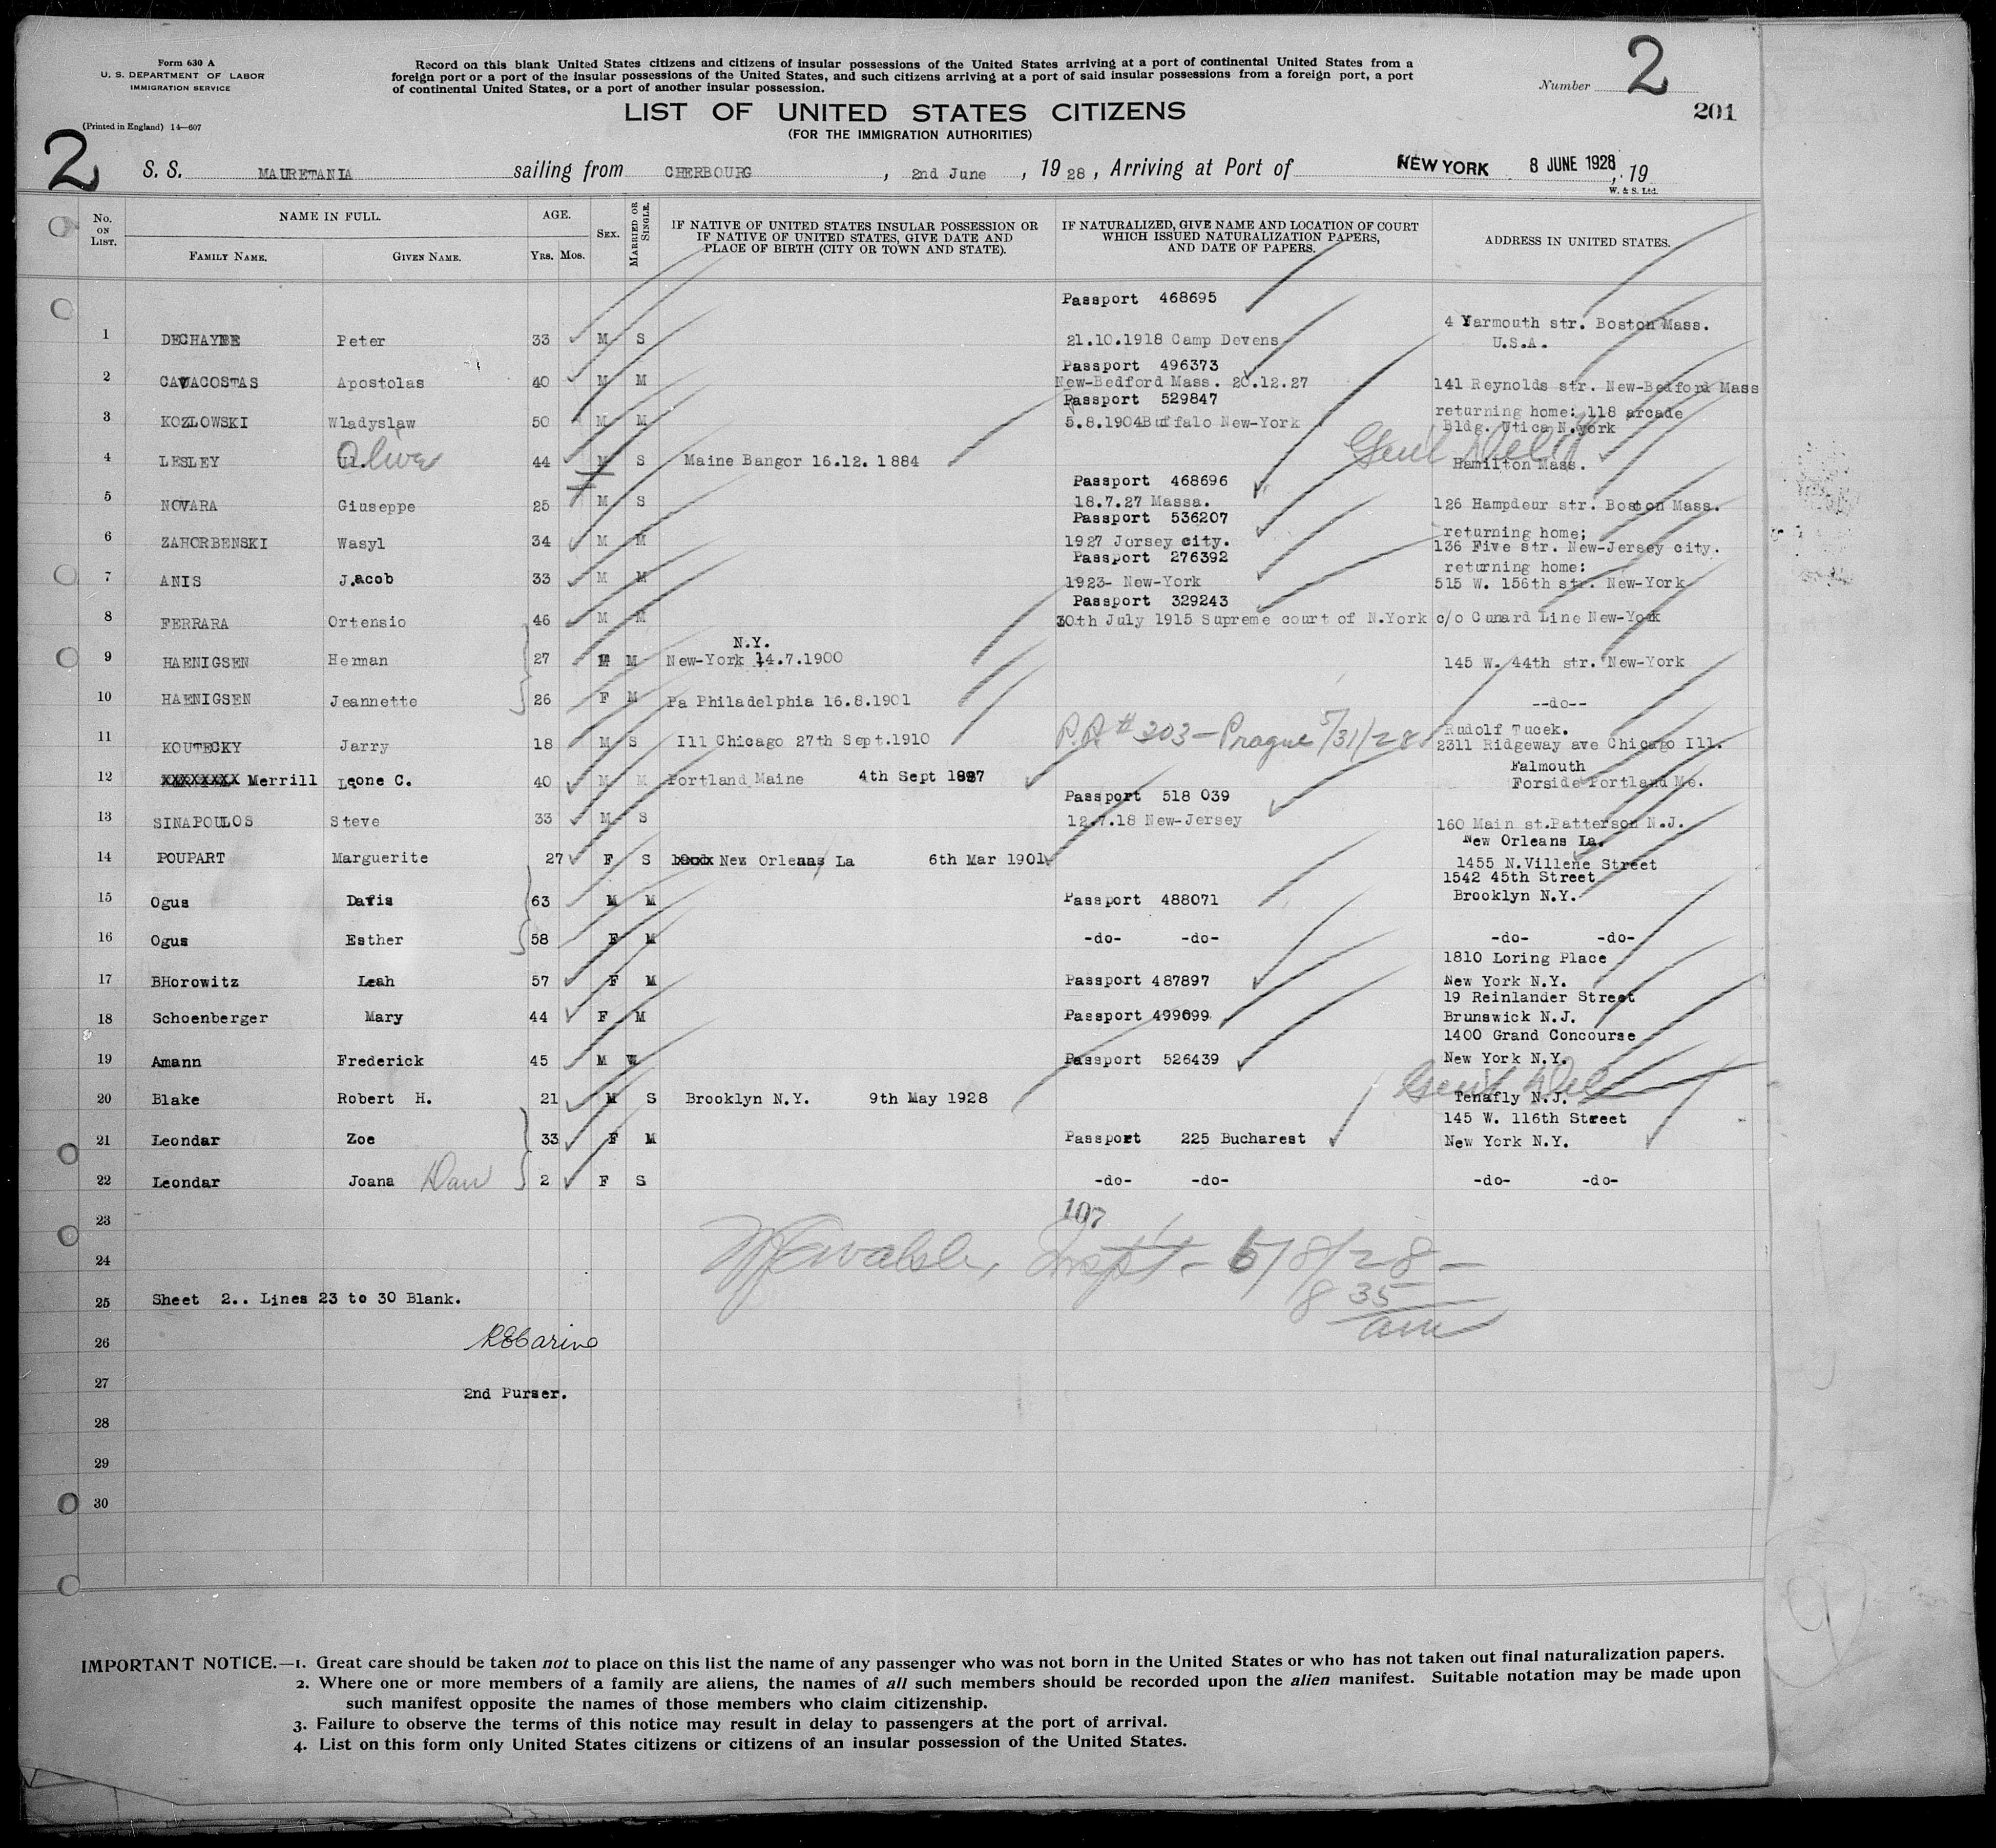 Form 630 A
U. S. DEPARTMENT OF LABOR
IMMIGRATION SERVICE
(Printed in England) 14—607
Record on this blank United States citizens and citizens of insular possessions of the United States arriving at a port of continental United States from a
foreign port or a port of the insular possessions of the United States, and such citizens arriving at a port of said insular possessions from a foreign port, a port
of continental United States, or a port of another insular possession.
Number 2
201
LIST OF UNITED STATES CITIZENS
(FOR THE IMMIGRATION AUTHORITIES)
2
S. S. MAURETANIA sailing from CHERBOURG, 2nd June, 19 28, Arriving at Port of NEW YORK 8 JUNE 1928, 19
W. & S. Ltd.
No. ON LIST. NAME IN FULL. AGE. SEX. MARRIED OR SINGLE. IF NATIVE OF UNITED STATES INSULAR POSSESSION OR IF NATIVE OF UNITED STATES, GIVE DATE AND PLACE OF BIRTH (CITY OR TOWN AND STATE). IF NATURALIZED, GIVE NAME AND LOCATION OF COURT WHICH ISSUED NATURALIZATION PAPERS, AND DATE OF PAPERS. ADDRESS IN UNITED STATES.
FAMILY NAME. GIVEN NAME. YRS. MOS.
Passport 468695
4 Yarmouth str. Boston Mass.
1 DECHAYEE Peter 33 M S 21.10.1918 Camp Devens U.S.A.
Passport 496373
2 CAVACOSTAS Apostolas 40 M M New-Bedford Mass. 20.12.27 141 Reynolds str. New-Bedford Mass
Passport 529847 returning home: 118 arcade
3 KOZLOWSKI Wladyslaw 50 M M 5.8.1904 Buffalo New-York Bldg. Utica N.york
Gen'l Del
4 LESLEY Olive 44 M S Maine Bangor 16.12.1884 Hamilton Mass.
Passport 468696
5 NOVARA Giuseppe 25 M S 18.7.27 Massa. 126 Hampdeur str. Boston Mass.
Passport 536207 returning home;
6 ZAHORBENSKI Wasyl 34 M M 1927 Jorsey city. 136 Five str. New-Jersey city.
Passport 276392 returning home:
7 ANIS J.acob 33 M M 1923- New-York 515 W. 156th str. New-York
Passport 329243
8 FERRARA Ortensio 46 M M 30th July 1915 Supreme court of N.York c/o Cunard Line New-York
N.Y.
9 HAENIGSEN Herman 27 M M New-York 14.7.1900 145 W. 44th str. New-York
10 HAENIGSEN Jeannette 26 F M Pa Philadelphia 16.8.1901 --do--
Rudolf Tucek.
11 KOUTECKY Jarry 18 M S Ill Chicago 27th Sept.1910 P.P.# 203 - Prague 5/31/28 2311 Ridgeway ave Chicago Ill.
Falmouth
12 XXXXXXXX Merrill Leone C. 40 M M Portland Maine 4th Sept 1887 Forside Portland Me.
Passport 518 039
13 SINAPOULOS Steve 33 M S 12.7.18 New-Jersey 160 Main st.Patterson N.J.
New Orleans La.
14 POUPART Marguerite 27 F S New Orleans La 6th Mar 1901 1455 N.Villene Street
1542 45th Street
15 Ogus Davis 63 M M Passport 488071 Brooklyn N.Y.
16 Ogus Esther 58 F M -do- -do- -do- -do-
1810 Loring Place
17 BHorowitz Leah 57 F M Passport 487897 New York N.Y.
19 Reinlander Street
18 Schoenberger Mary 44 F M Passport 499099 Brunswick N.J.
1400 Grand Concourse
19 Amann Frederick 45 M W Passport 526439 New York N.Y.
Gen'l Del
20 Blake Robert H. 21 M S Brooklyn N.Y. 9th May 1928 Tenafly N.J.
145 W. 116th Street
21 Leondar Zoe 33 F M Passport 225 Bucharest New York N.Y.
22 Leondar Joana Dau 2 F S -do- -do- -do- -do-
23 107
24 Insp't - 6/8/28 -
8 35
am
25 Sheet 2.. Lines 23 to 30 Blank.
26
27 2nd Purser.
28
29
30
IMPORTANT NOTICE.—1. Great care should be taken not to place on this list the name of any passenger who was not born in the United States or who has not taken out final naturalization papers.
2. Where one or more members of a family are aliens, the names of all such members should be recorded upon the alien manifest. Suitable notation may be made upon
such manifest opposite the names of those members who claim citizenship.
3. Failure to observe the terms of this notice may result in delay to passengers at the port of arrival.
4. List on this form only United States citizens or citizens of an insular possession of the United States.